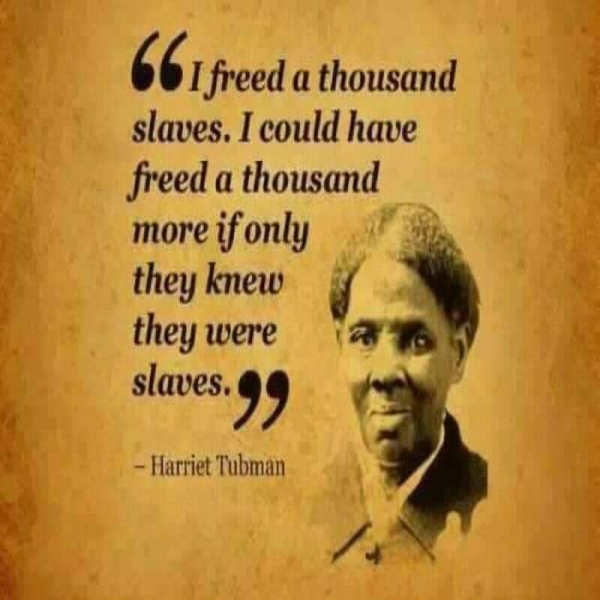 “I freed a thousand
slaves. I could have
freed a thousand
more if only
they knew
they were
slaves.”
– Harriet Tubman